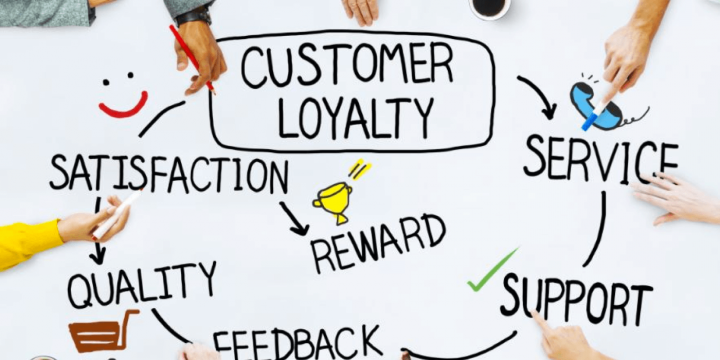 CUSTOMER
LOYALTY
SATISFACTION
SERVICE
REWARD
QUALITY
SUPPORT
FEEDBACK